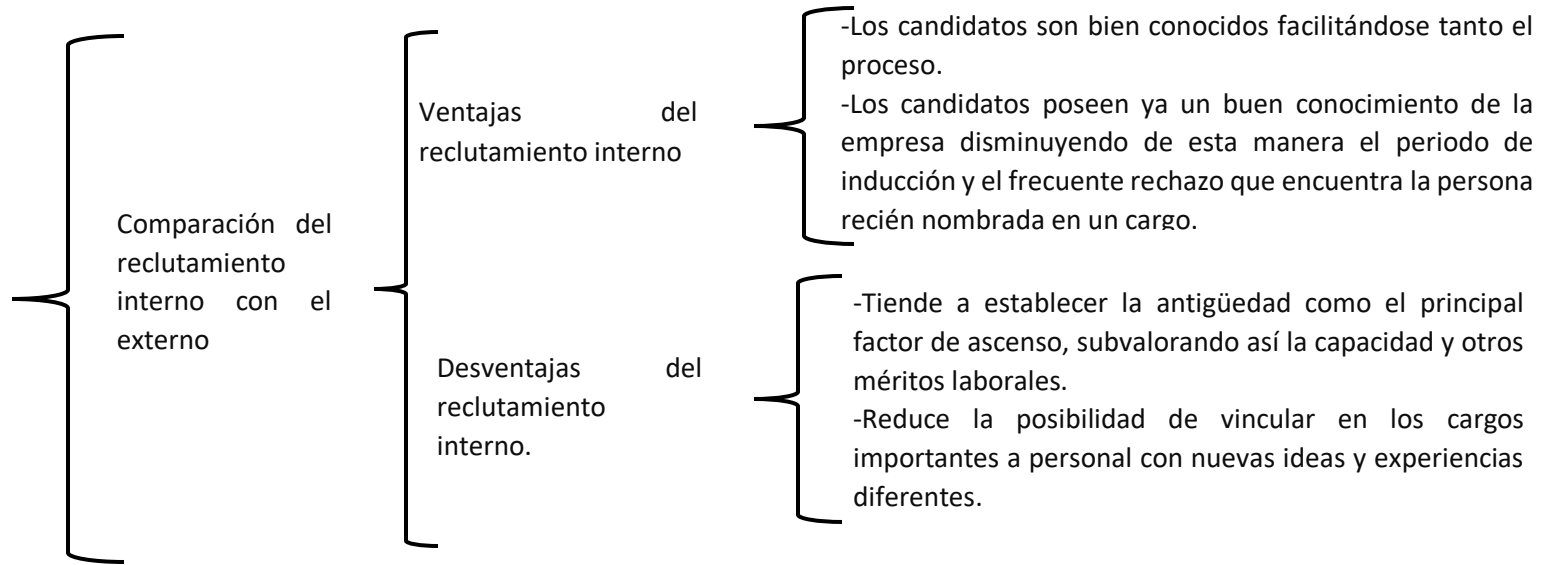 Comparación del
reclutamiento
interno con el
externo
Ventajas del
reclutamiento interno
-Los candidatos son bien conocidos facilitándose tanto el
proceso.
-Los candidatos poseen ya un buen conocimiento de la
empresa disminuyendo de esta manera el periodo de
inducción y el frecuente rechazo que encuentra la persona
recién nombrada en un cargo.
Desventajas del
reclutamiento
interno.
-Tiende a establecer la antigüedad como el principal
factor de ascenso, subvalorando así la capacidad y otros
méritos laborales.
-Reduce la posibilidad de vincular en los cargos
importantes a personal con nuevas ideas y experiencias
diferentes.